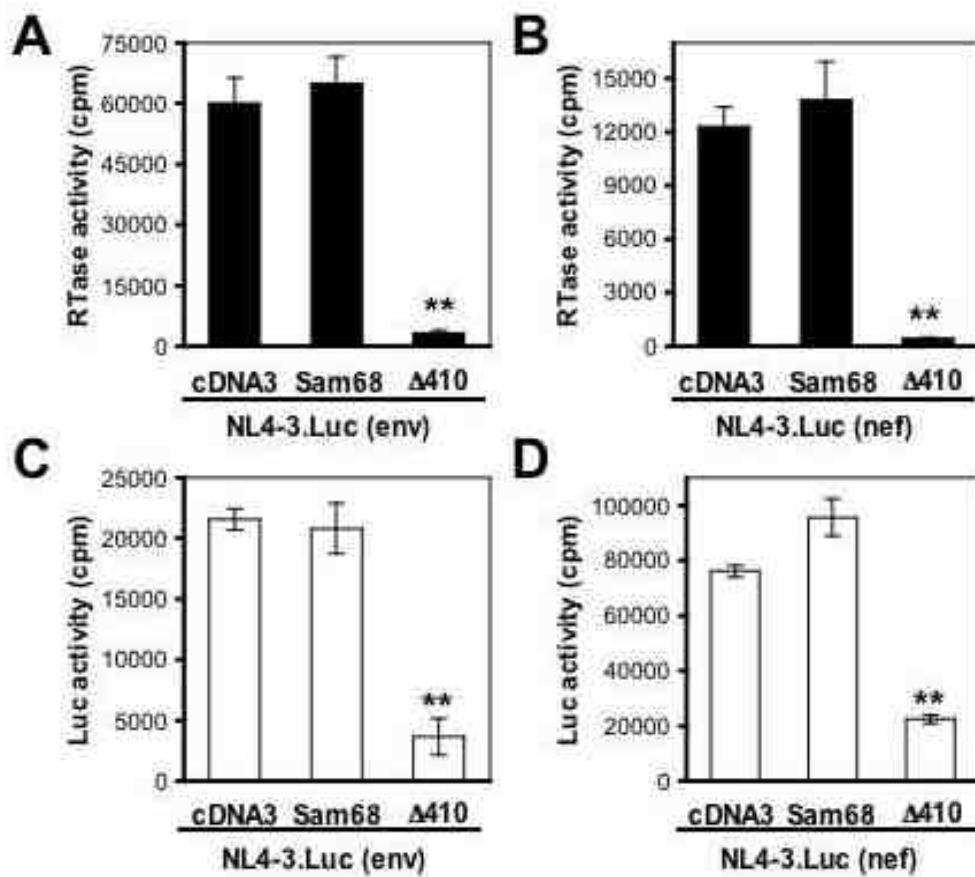 A
RTase activity (cpm)
75000
60000
45000
30000
15000
0
**
cDNA3 Sam68 Δ410
NL4-3.Luc (env)
B
RTase activity (cpm)
15000
12000
9000
6000
3000
0
**
cDNA3 Sam68 Δ410
NL4-3.Luc (nef)
C
Luc activity (cpm)
25000
20000
15000
10000
5000
0
**
cDNA3 Sam68 Δ410
NL4-3.Luc (env)
D
Luc activity (cpm)
100000
80000
60000
40000
20000
0
**
cDNA3 Sam68 Δ410
NL4-3.Luc (nef)